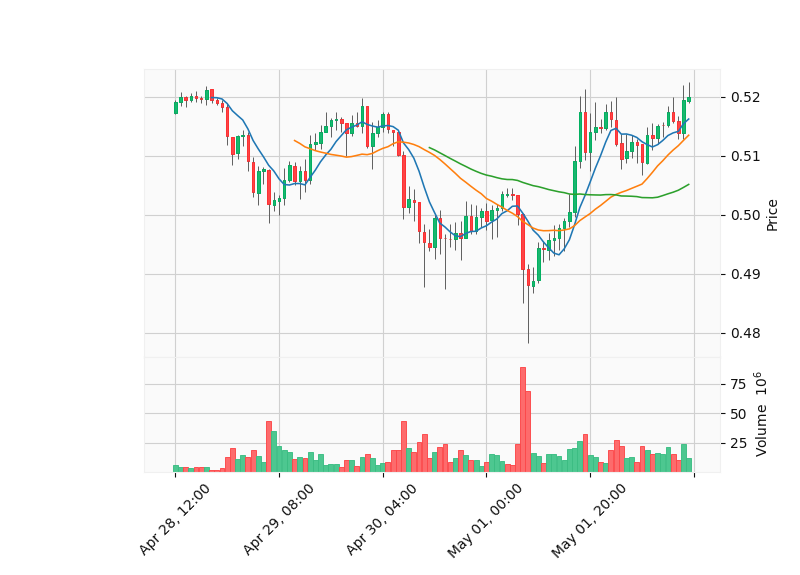 0.52
0.51
0.50
0.49
0.48
Price
75
50
25
Volume 10^6
Apr 28, 12:00
Apr 29, 08:00
Apr 30, 04:00
May 01, 00:00
May 01, 20:00